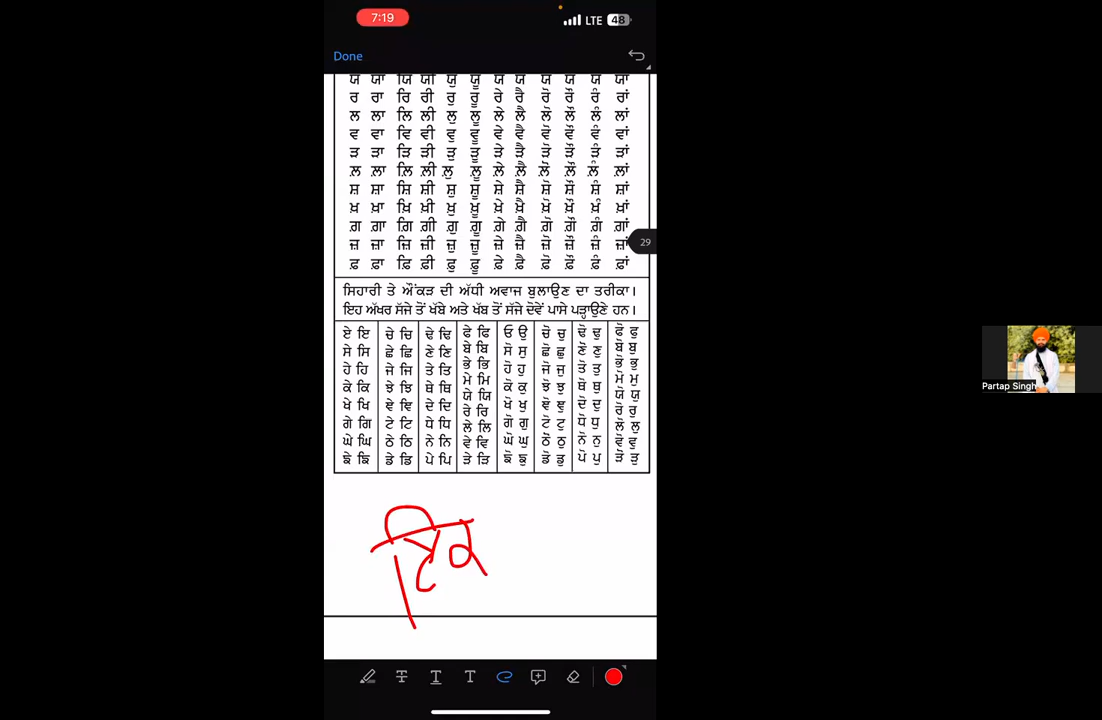 7:19
LTE 48
Done
ਯ ਯਾ ਯਿ ਯੀ ਯੁ ਯੂ ਯੇ ਯੈ ਯੋ ਯੌ ਯੰ ਯਾਂ
ਰ ਰਾ ਰਿ ਰੀ ਰੁ ਰੂ ਰੇ ਰੈ ਰੋ ਰੌ ਰੰ ਰਾਂ
ਲ ਲਾ ਲਿ ਲੀ ਲੁ ਲੂ ਲੇ ਲੈ ਲੋ ਲੌ ਲੰ ਲਾਂ
ਵ ਵਾ ਵਿ ਵੀ ਵੁ ਵੂ ਵੇ ਵੈ ਵੋ ਵੌ ਵੰ ਵਾਂ
ੜ ੜਾ ੜਿ ੜੀ ੜੁ ੜੂ ੜੇ ੜੈ ੜੋ ੜੌ ੜੰ ੜਾਂ
ਲ਼ ਲ਼ਾ ਲ਼ਿ ਲ਼ੀ ਲ਼ੁ ਲ਼ੂ ਲ਼ੇ ਲ਼ੈ ਲ਼ੋ ਲ਼ੌ ਲ਼ੰ ਲ਼ਾਂ
ਸ਼ ਸ਼ਾ ਸ਼ਿ ਸ਼ੀ ਸ਼ੁ ਸ਼ੂ ਸ਼ੇ ਸ਼ੈ ਸ਼ੋ ਸ਼ੌ ਸ਼ੰ ਸ਼ਾਂ
ਖ਼ ਖ਼ਾ ਖ਼ਿ ਖ਼ੀ ਖ਼ੁ ਖ਼ੂ ਖ਼ੇ ਖ਼ੈ ਖ਼ੋ ਖ਼ੌ ਖ਼ੰ ਖ਼ਾਂ
ਗ਼ ਗ਼ਾ ਗ਼ਿ ਗ਼ੀ ਗ਼ੁ ਗ਼ੂ ਗ਼ੇ ਗ਼ੈ ਗ਼ੋ ਗ਼ੌ ਗ਼ੰ ਗ਼ਾਂ
ਜ਼ ਜ਼ਾ ਜ਼ਿ ਜ਼ੀ ਜ਼ੁ ਜ਼ੂ ਜ਼ੇ ਜ਼ੈ ਜ਼ੋ ਜ਼ੌ ਜ਼ੰ ਜ਼ਾਂ 29
ਫ਼ ਫ਼ਾ ਫ਼ਿ ਫ਼ੀ ਫ਼ੁ ਫ਼ੂ ਫ਼ੇ ਫ਼ੈ ਫ਼ੋ ਫ਼ੌ ਫ਼ੰ ਫ਼ਾਂ
ਸਿਹਾਰੀ ਤੇ ਔਂਕੜ ਦੀ ਅੱਧੀ ਅਵਾਜ ਬੁਲਾਉਣ ਦਾ ਤਰੀਕਾ।
ਇਹ ਅੱਖਰ ਸੱਜੇ ਤੋਂ ਖੱਬੇ ਅਤੇ ਖੱਬ ਤੋਂ ਸੱਜੇ ਦੋਵੇਂ ਪਾਸੇ ਪੜ੍ਹਾਉਣੇ ਹਨ।
ਏ ਇ ਚੇ ਚਿ ਢੇ ਢਿ ਫੇ ਫਿ ਓ ਉ ਚੋ ਚੁ ਢੋ ਢੁ ਫੋ ਫੁ
ਸੇ ਸਿ ਛੇ ਛਿ ਣੇ ਣਿ ਬੇ ਬਿ ਸੋ ਸੁ ਛੋ ਛੁ ਣੋ ਣੁ ਬੋ ਬੁ
ਹੇ ਹਿ ਜੇ ਜਿ ਤੇ ਤਿ ਭੇ ਭਿ ਹੋ ਹੁ ਜੋ ਜੁ ਤੋ ਤੁ ਭੋ ਭੁ
ਕੇ ਕਿ ਝੇ ਝਿ ਥੇ ਥਿ ਮੇ ਮਿ ਕੋ ਕੁ ਝੋ ਝੁ ਥੋ ਥੁ ਮੋ ਮੁ
ਖੇ ਖਿ ਞੇ ਞਿ ਦੇ ਦਿ ਯੇ ਯਿ ਖੋ ਖੁ ਞੋ ਞੁ ਦੋ ਦੁ ਯੋ ਯੁ
ਗੇ ਗਿ ਟੇ ਟਿ ਧੇ ਧਿ ਰੇ ਰਿ ਗੋ ਗੁ ਟੋ ਟੁ ਧੋ ਧੁ ਰੋ ਰੁ
ਘੇ ਘਿ ਠੇ ਠਿ ਨੇ ਨਿ ਲੇ ਲਿ ਘੋ ਘੁ ਠੋ ਠੁ ਨੋ ਨੁ ਲੋ ਲੁ
ਙੇ ਙਿ ਡੇ ਡਿ ਪੇ ਪਿ ਵੇ ਵਿ ਙੋ ਙੁ ਡੋ ਡੁ ਪੋ ਪੁ ਵੋ ਵੁ
ੜੇ ੜਿ ੜੋ ੜੁ
Partap Singh